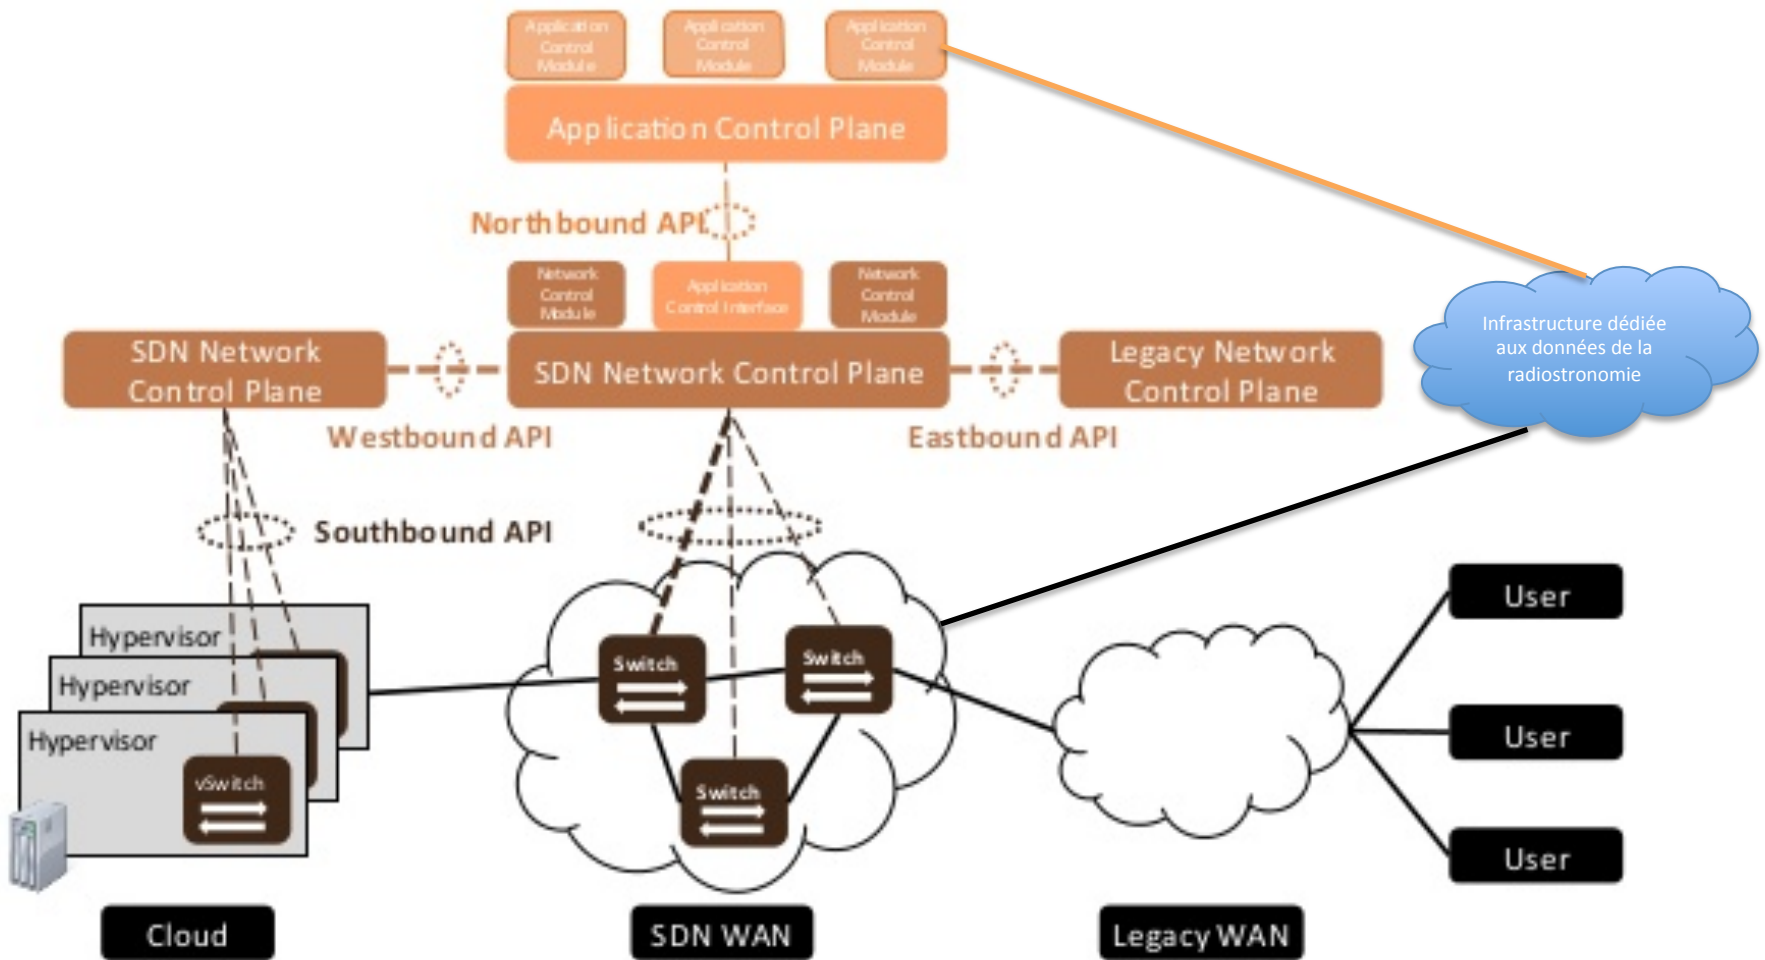 Application
Control
Module
Application
Control
Module
Application
Control
Module
Application Control Plane
Northbound API
Network
Control
Module
Application
Control Interface
Network
Control
Module
SDN Network
Control Plane
SDN Network Control Plane
Legacy Network
Control Plane
Infrastructure dédiée
aux données de la
radiostronomie
Westbound API
Eastbound API
Southbound API
Hypervisor
Hypervisor
Hypervisor
vSwitch
Switch
Switch
Switch
User
User
User
Cloud
SDN WAN
Legacy WAN